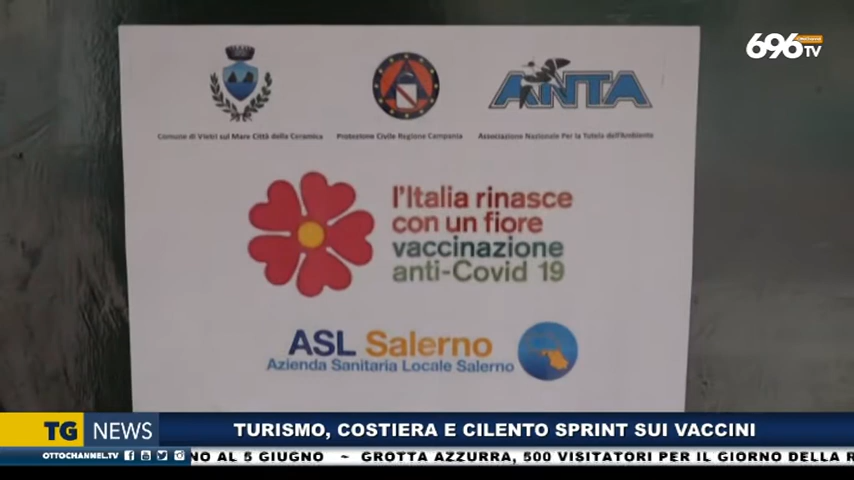 696 TV
ANTA
Comune di Vietri sul Mare Città della Ceramica
Protezione Civile Regione Campania
Associazione Nazionale Per la Tutela dell'Ambiente
l'Italia rinasce
con un fiore
vaccinazione
anti-Covid 19
ASL Salerno
Azienda Sanitaria Locale Salerno
TG NEWS
TURISMO, COSTIERA E CILENTO SPRINT SUI VACCINI
OTTOCHANNEL.TV
NO AL 5 GIUGNO ~ GROTTA AZZURRA, 500 VISITATORI PER IL GIORNO DELLA R